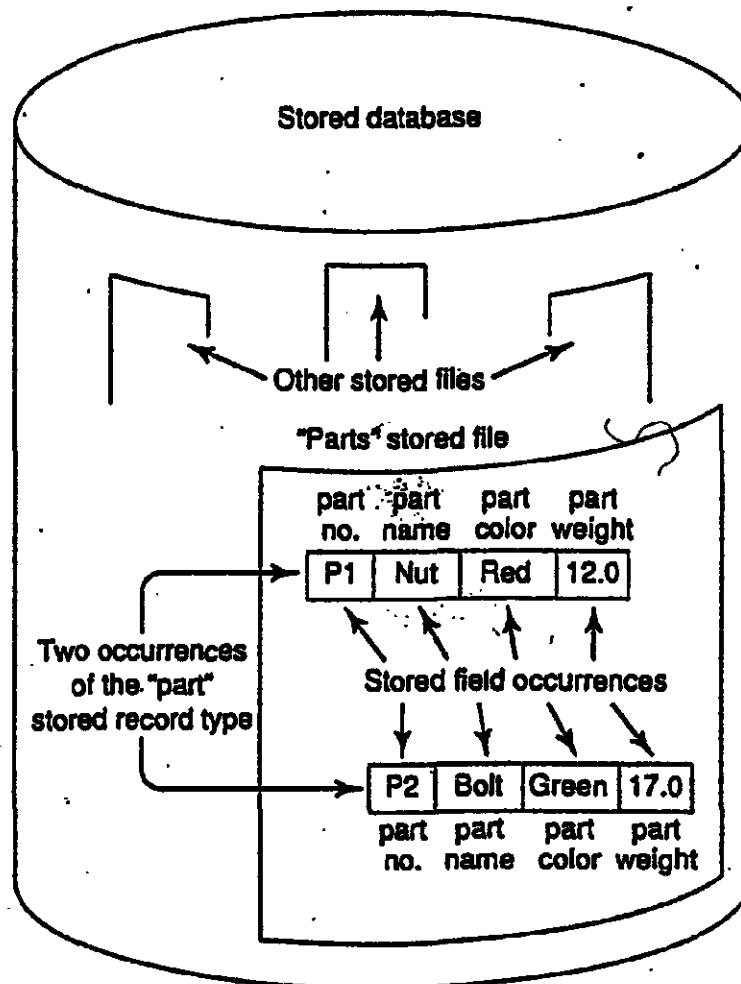 Stored database
Other stored files
"Parts" stored file
part no. part name part color part weight
P1 Nut Red 12.0
Two occurrences
of the "part"
stored record type
Stored field occurrences
P2 Bolt Green 17.0
part no. part name part color part weight